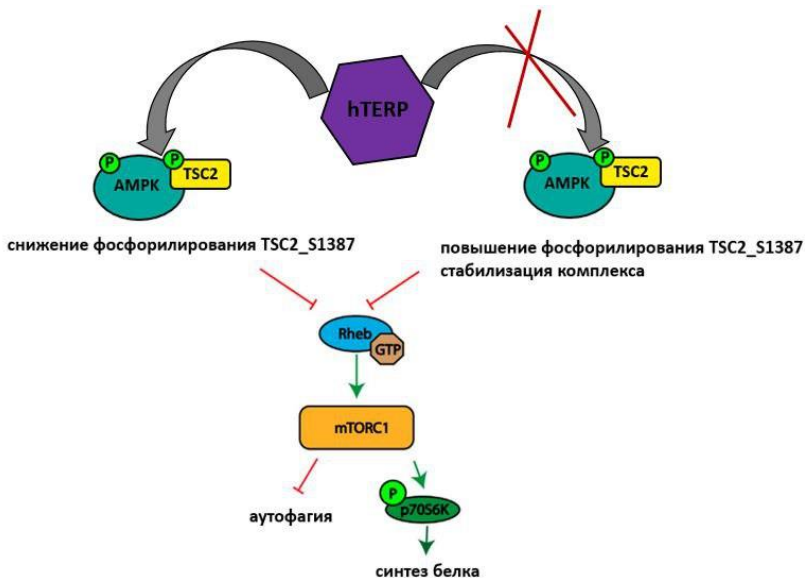 hTERP
P
P
AMPK
TSC2
P
P
AMPK
TSC2
снижение фосфорилирования TSC2_S1387
повышение фосфорилирования TSC2_S1387
стабилизация комплекса
Rheb
GTP
mTORC1
P
p70S6K
аутофагия
синтез белка